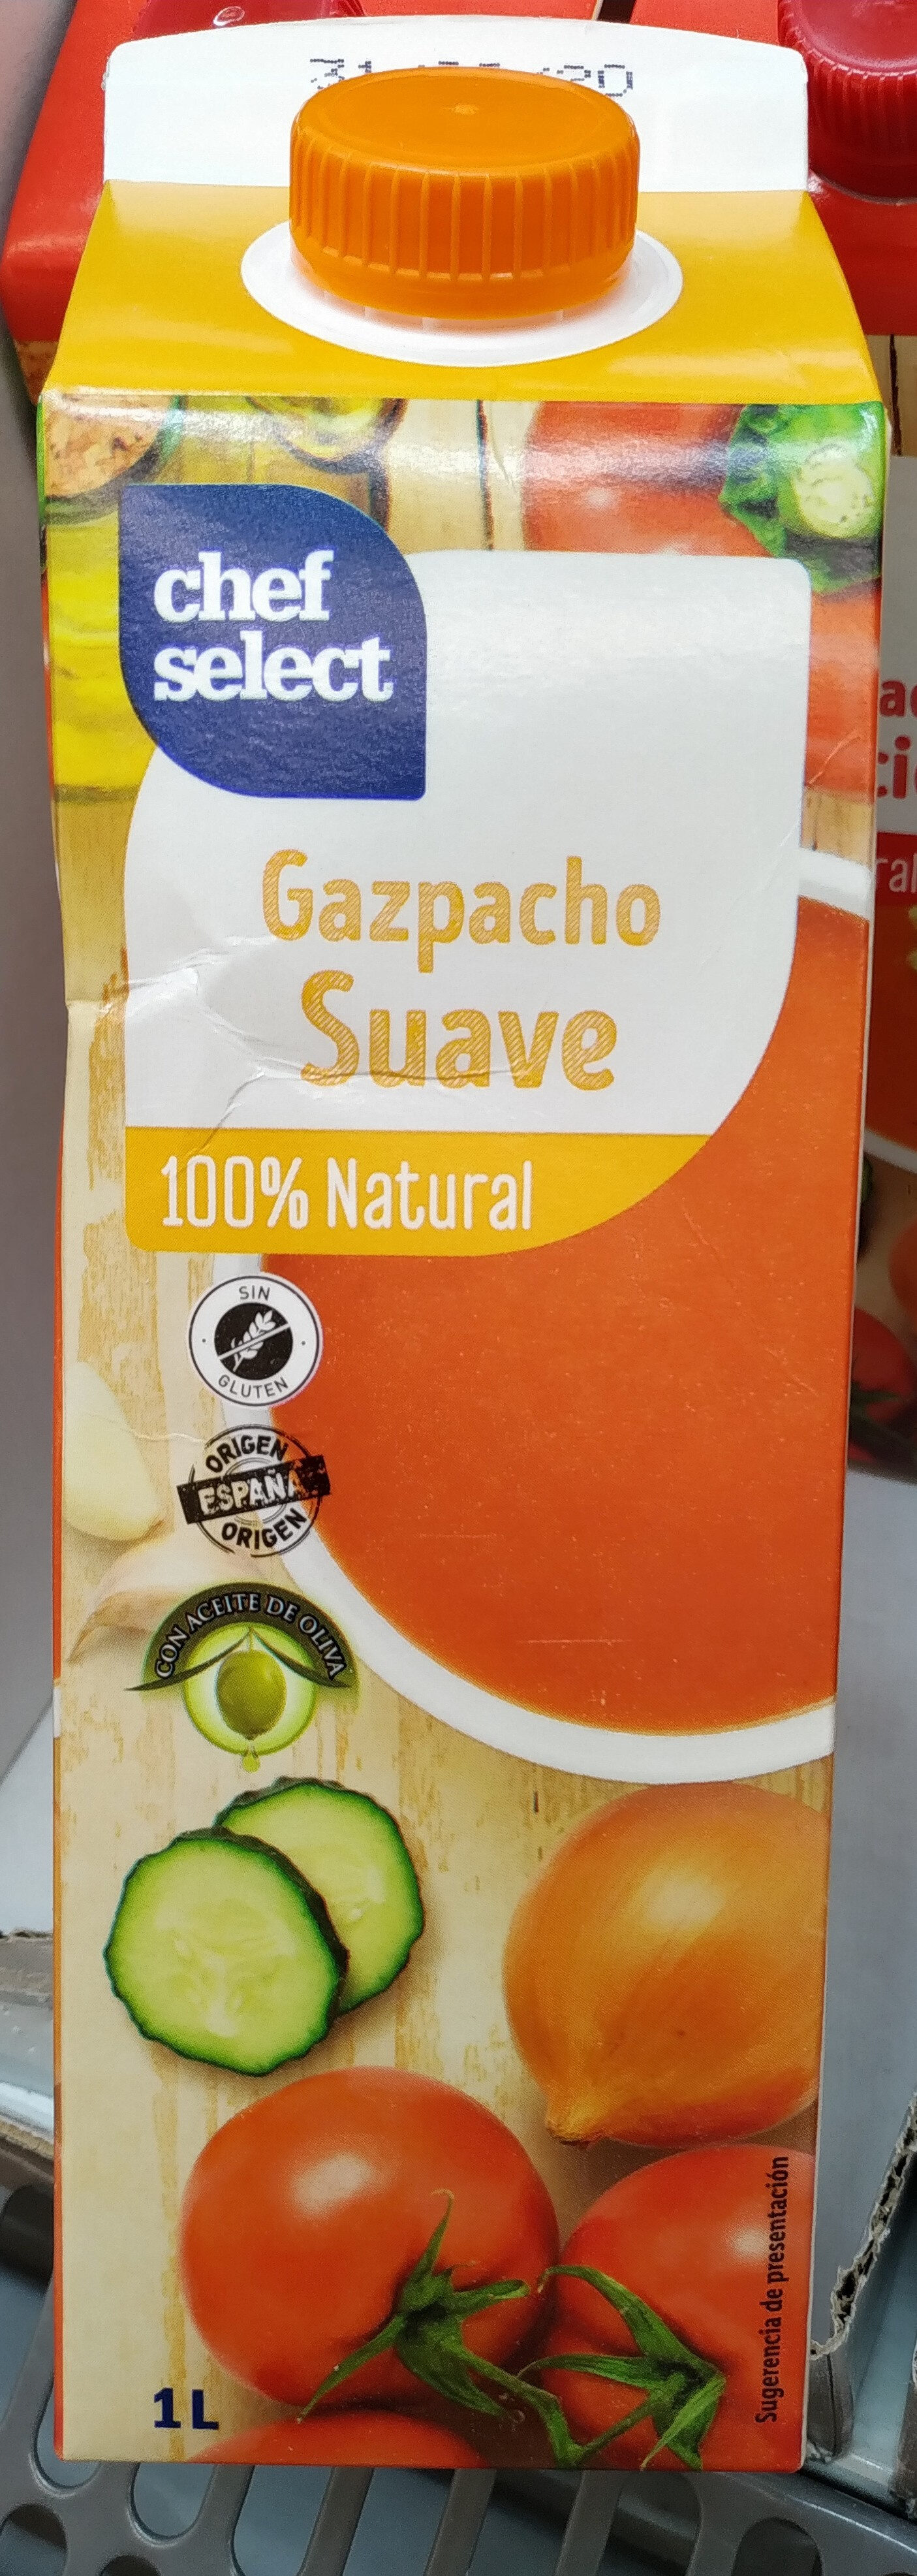 chef
select
Gazpacho
Suave
100% Natural
SIN
GLUTEN
ORIGEN
ESPAÑA
ORIGEN
CON ACEITE DE OLIVA
1L
Sugerencia de presentación